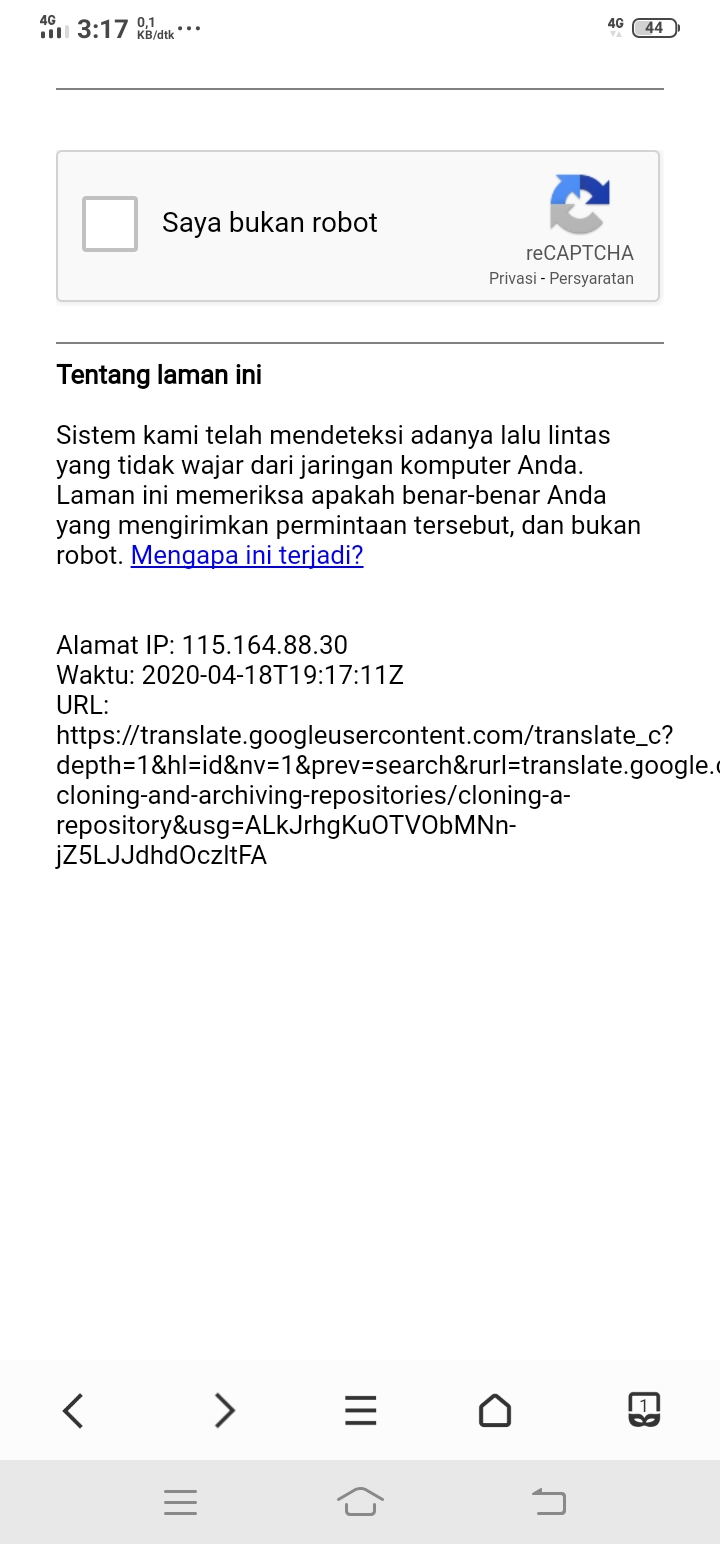 4G 3:17 0,1 KB/dtk ... 4G 44
Saya bukan robot
reCAPTCHA
Privasi - Persyaratan
Tentang laman ini
Sistem kami telah mendeteksi adanya lalu lintas
yang tidak wajar dari jaringan komputer Anda.
Laman ini memeriksa apakah benar-benar Anda
yang mengirimkan permintaan tersebut, dan bukan
robot. Mengapa ini terjadi?
Alamat IP: 115.164.88.30
Waktu: 2020-04-18T19:17:11Z
URL:
https://translate.googleusercontent.com/translate_c?
depth=1&hl=id&nv=1&prev=search&rurl=translate.google.c
cloning-and-archiving-repositories/cloning-a-
repository&usg=ALkJrhgKuOTVObMNn-
jZ5LJJdhdOczltFA
1